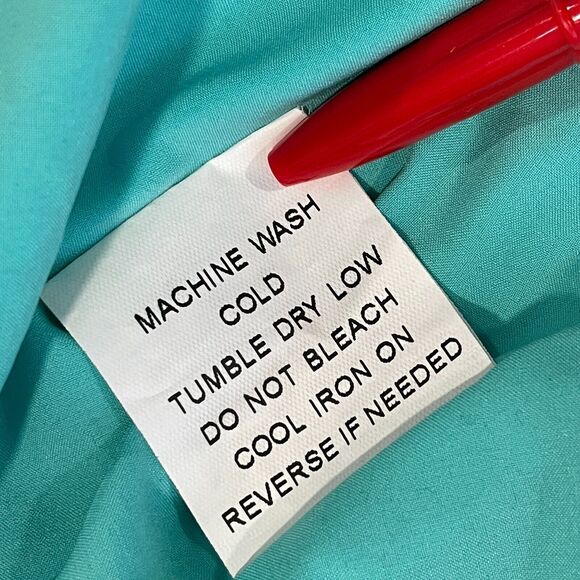 MACHINE WASH
COLD
TUMBLE DRY LOW
DO NOT BLEACH
COOL IRON ON
REVERSE IF NEEDED